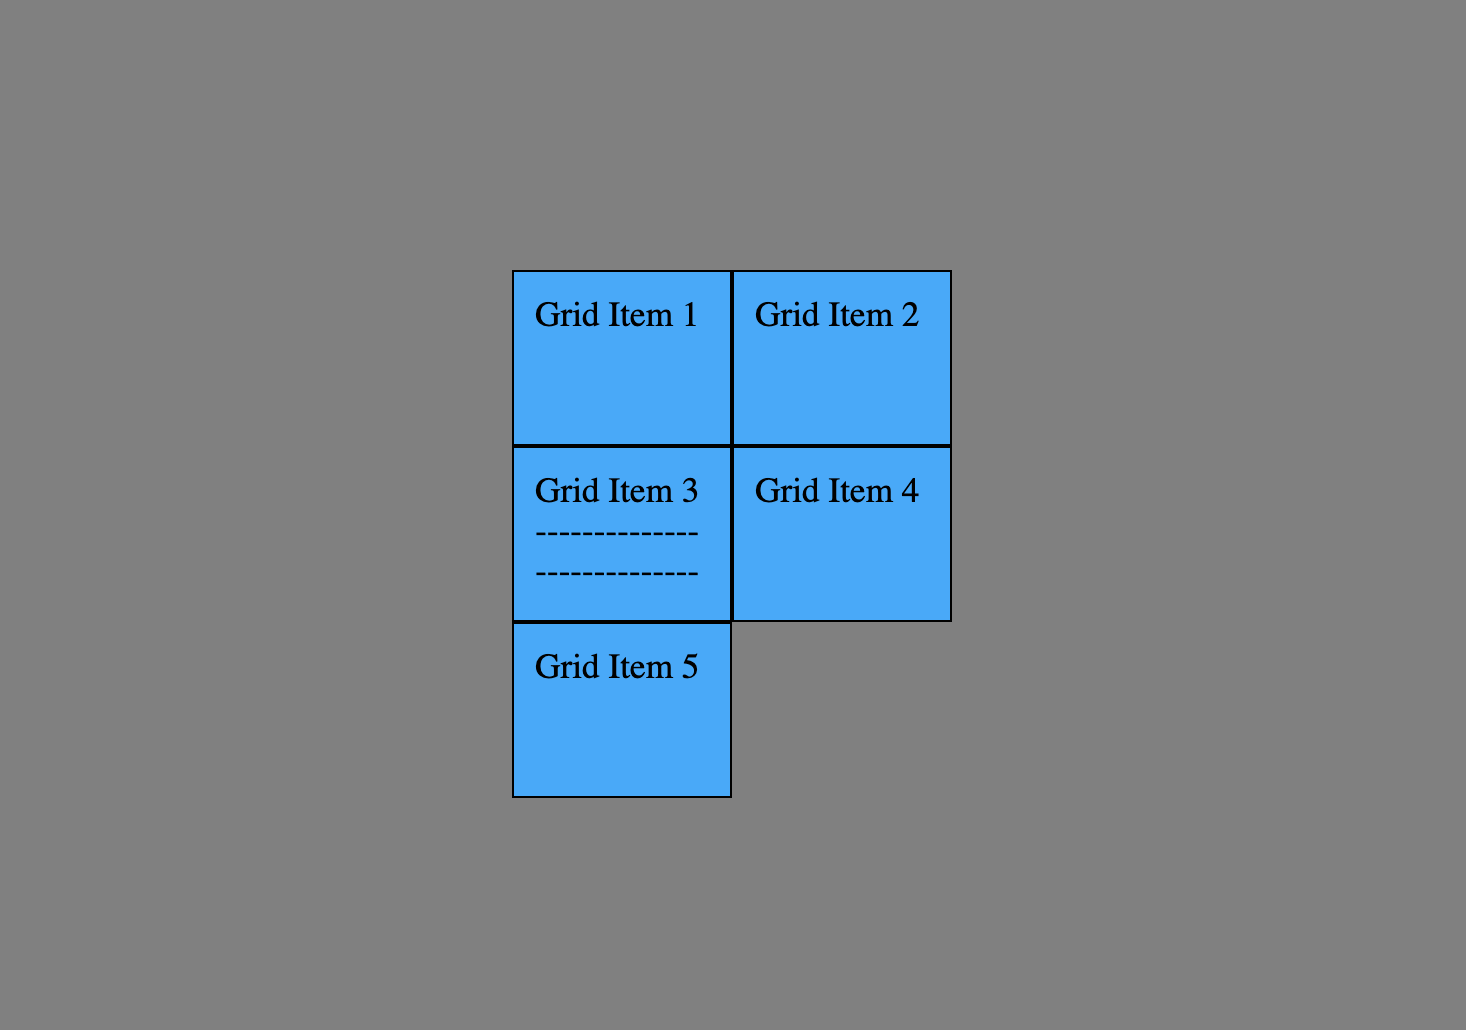 Grid Item 1
Grid Item 2
Grid Item 3
--------------
--------------
Grid Item 4
Grid Item 5